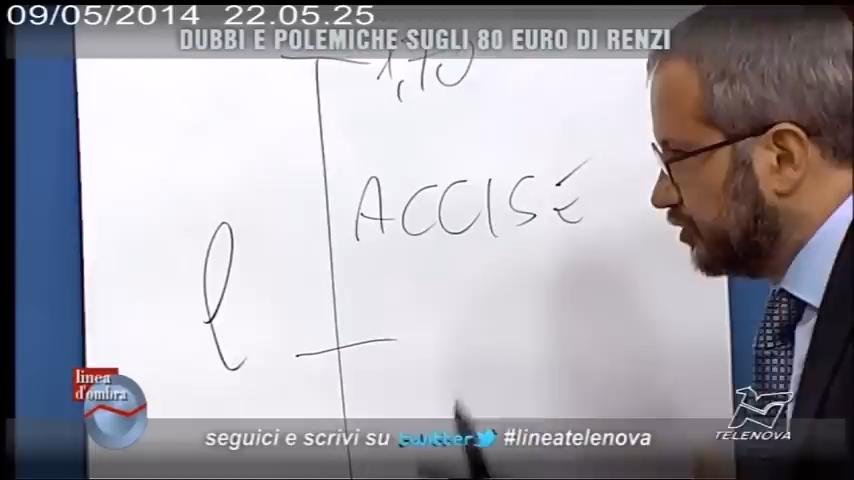 09/05/2014 22.05.25
DUBBI E POLEMICHE SUGLI 80 EURO DI RENZI
1,70
ACCISE
l
linea
d'ombra
seguici e scrivi su twitter #lineatelenova
TELENOVA